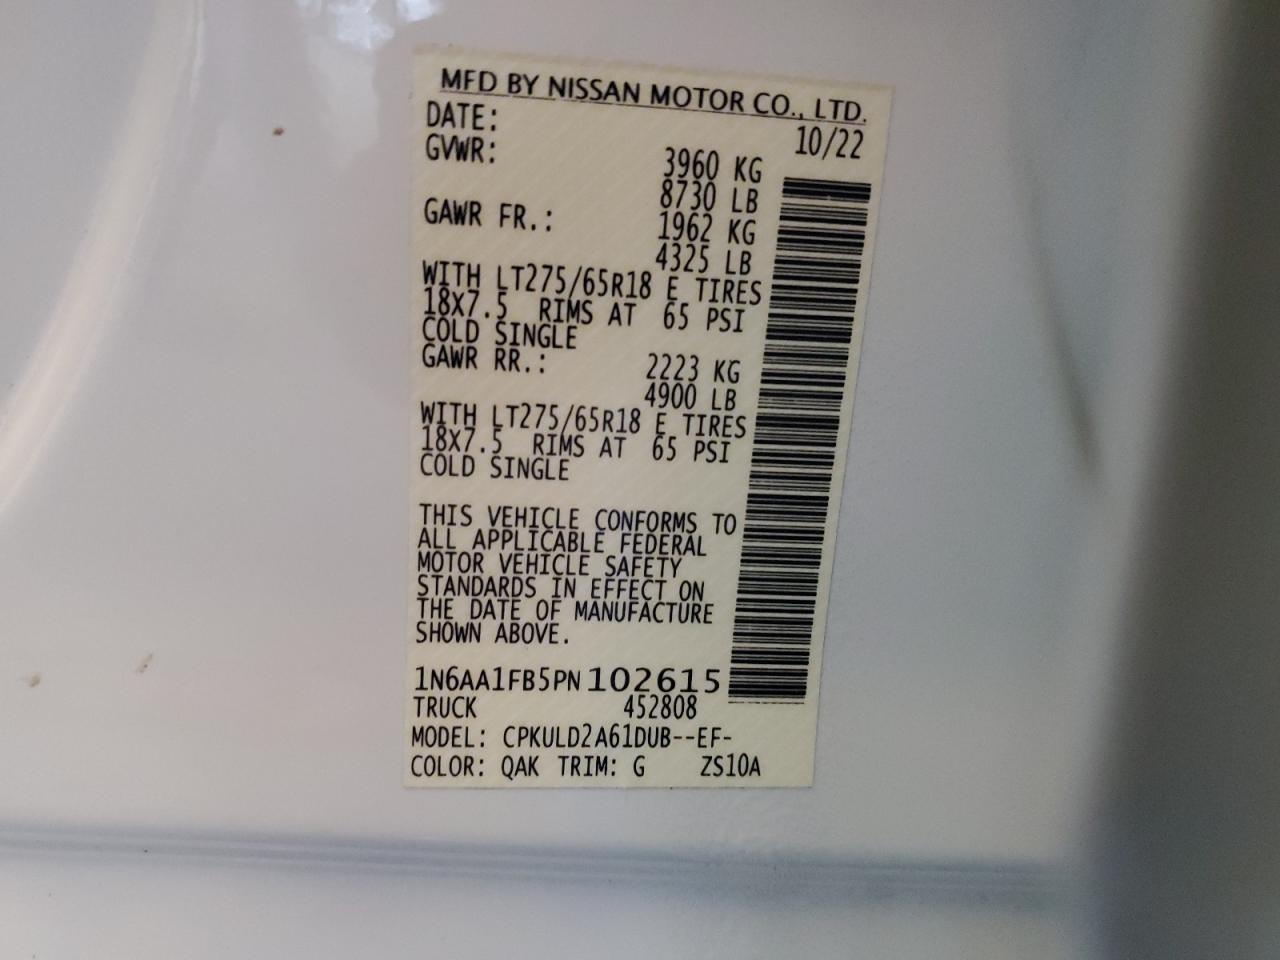 MFD BY NISSAN MOTOR CO., LTD.
DATE: 10/22
GVWR: 3960 KG
8730 LB
GAWR FR.: 1962 KG
4325 LB
WITH LT275/65R18 E TIRES
18X7.5 RIMS AT 65 PSI
COLD SINGLE
GAWR RR.: 2223 KG
4900 LB
WITH LT275/65R18 E TIRES
18X7.5 RIMS AT 65 PSI
COLD SINGLE
THIS VEHICLE CONFORMS TO
ALL APPLICABLE FEDERAL
MOTOR VEHICLE SAFETY
STANDARDS IN EFFECT ON
THE DATE OF MANUFACTURE
SHOWN ABOVE.
1N6AA1FB5PN102615
TRUCK 452808
MODEL: CPKULD2A61DUB--EF-
COLOR: QAK TRIM: G ZS10A